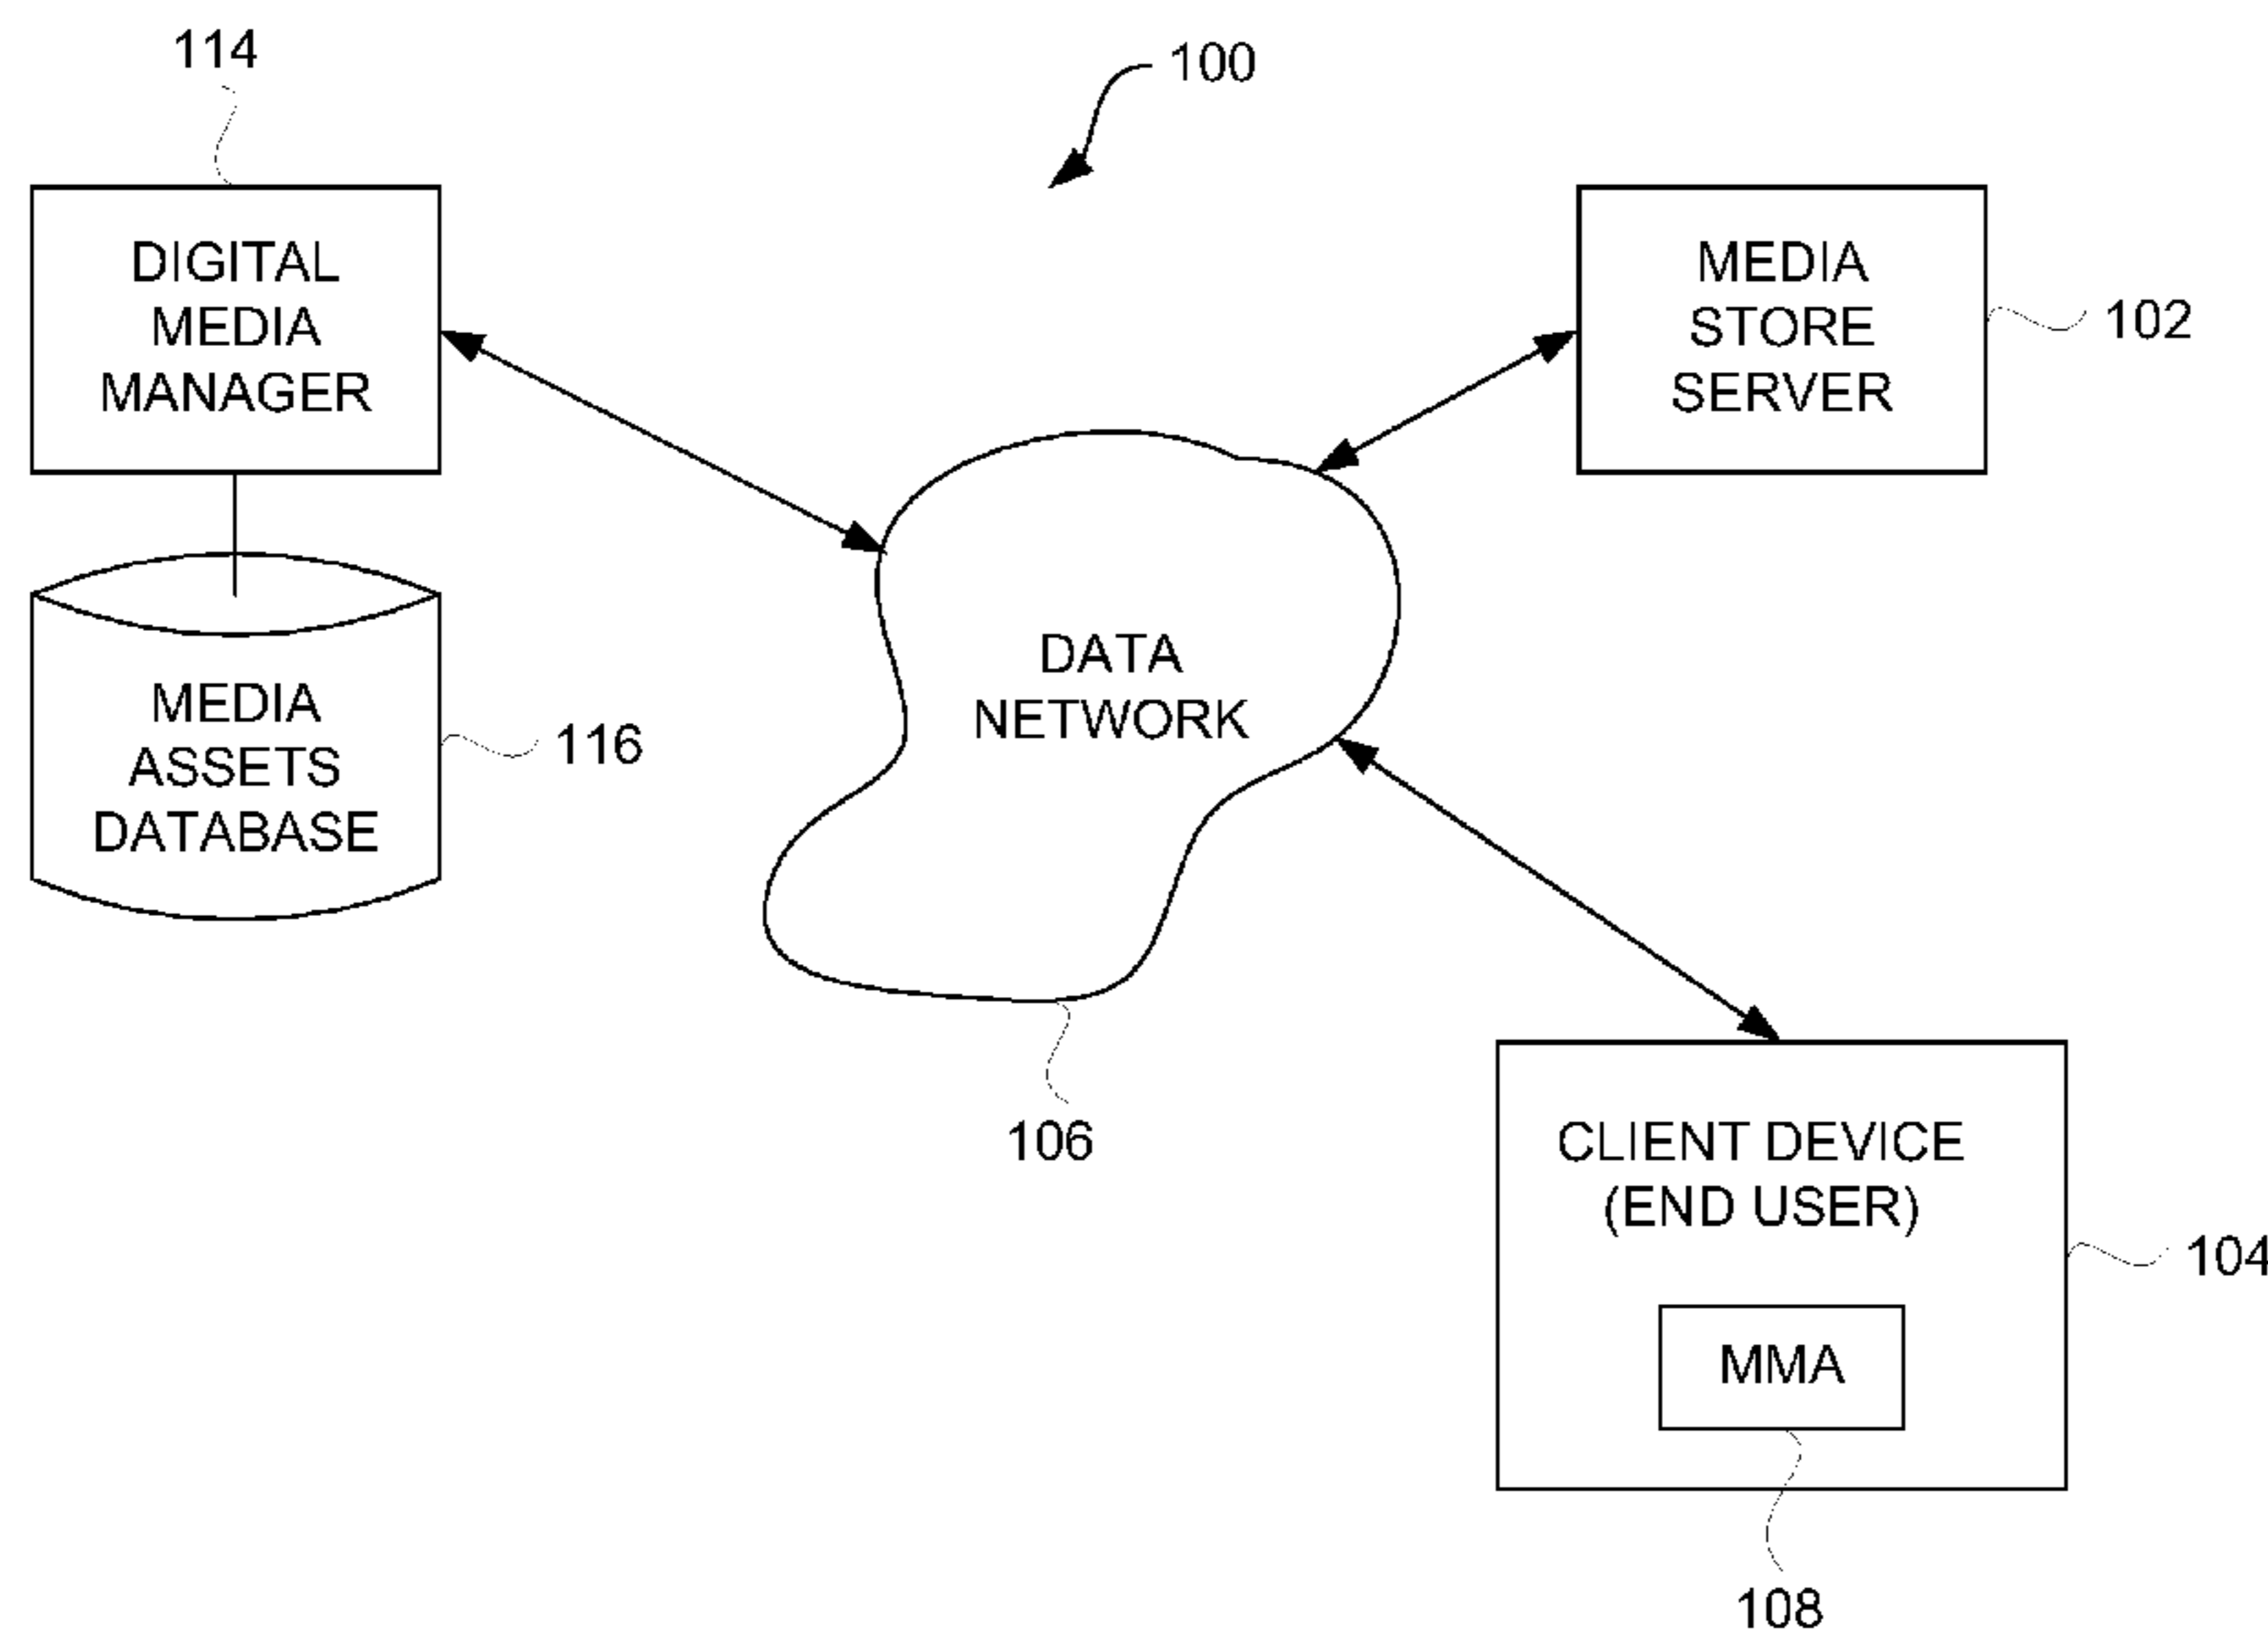 114
100
DIGITAL
MEDIA
MANAGER
MEDIA
STORE
SERVER
102
DATA
NETWORK
MEDIA
ASSETS
DATABASE
116
106
CLIENT DEVICE
(END USER)
104
MMA
108